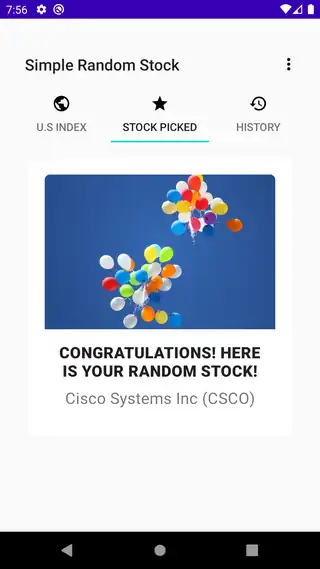 7:56
Simple Random Stock
U.S INDEX
STOCK PICKED
HISTORY
CONGRATULATIONS! HERE
IS YOUR RANDOM STOCK!
Cisco Systems Inc (CSCO)